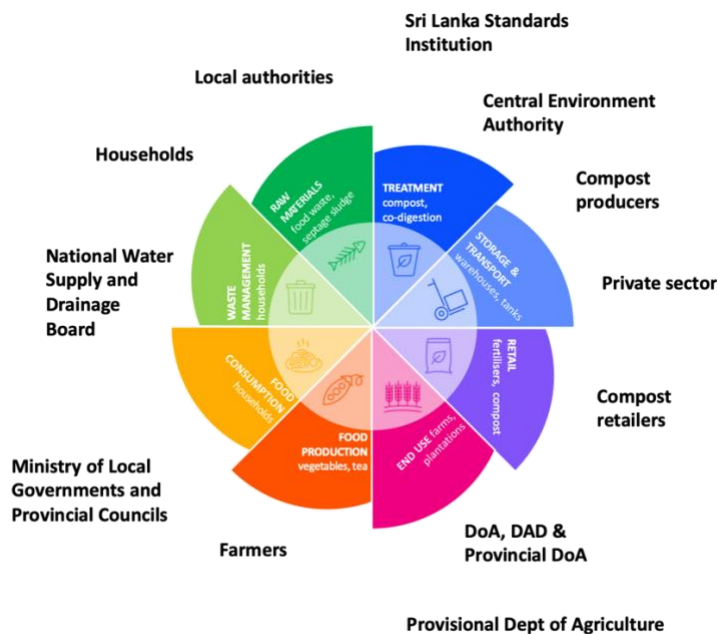 Sri Lanka Standards
Institution
Local authorities
Central Environment
Authority
Households
Compost
producers
National Water
Supply and
Drainage
Board
Private sector
Compost
retailers
Ministry of Local
Governments and
Provincial Councils
Farmers
DoA, DAD &
Provincial DoA
Provisional Dept of Agriculture
RAW
MATERIALS
food waste,
septage sludge
TREATMENT
compost,
co-digestion
STORAGE &
TRANSPORT
warehouses, tanks
RETAIL
fertilisers, compost
END USE farms,
plantations
FOOD
PRODUCTION
vegetables, tea
FOOD
CONSUMPTION
households
WASTE
MANAGEMENT
households